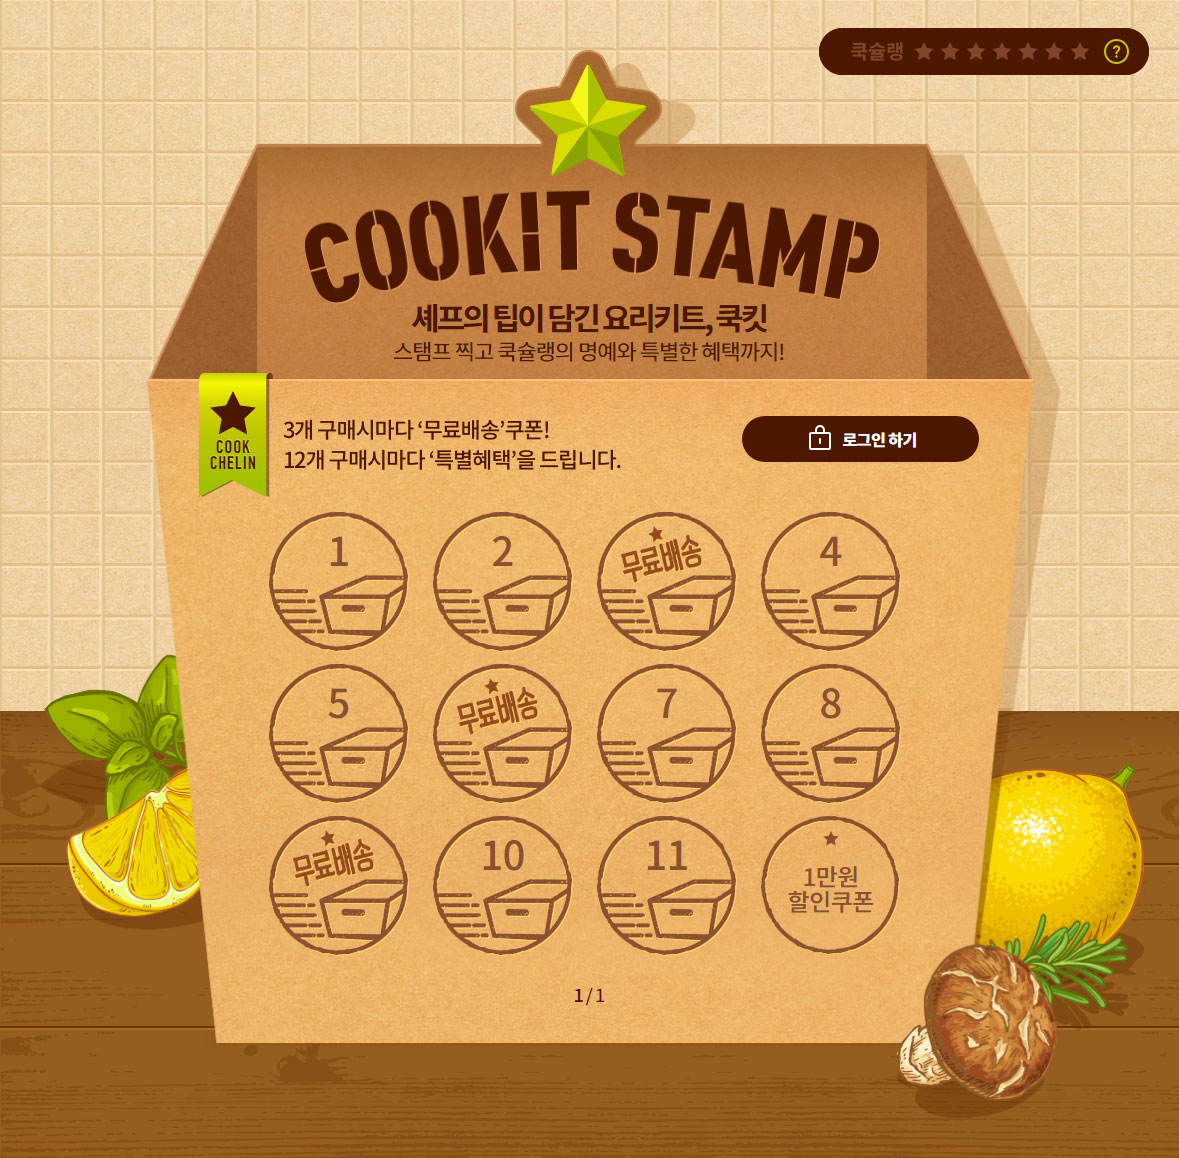 쿡슐랭
?
COOKIT STAMP
셰프의 팁이 담긴 요리키트, 쿡킷
스탬프 찍고 쿡슐랭의 명예와 특별한 혜택까지!
COOK
CHELIN
3개 구매시마다 ‘무료배송’쿠폰!
12개 구매시마다 ‘특별혜택’을 드립니다.
로그인 하기
1
2
무료배송
4
5
무료배송
7
8
무료배송
10
11
1만원
할인쿠폰
1/1